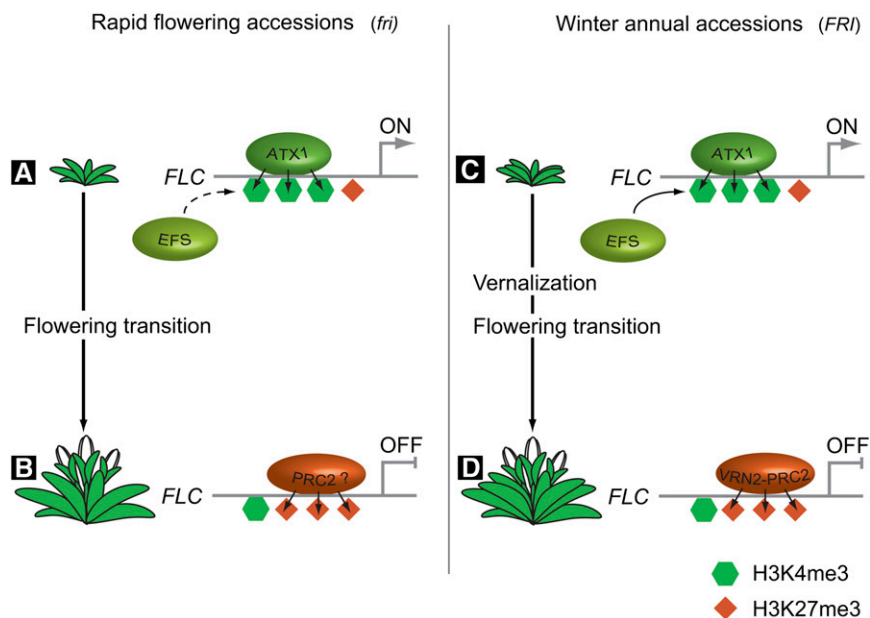 Rapid flowering accessions (fri)
Winter annual accessions (FRI)
A
FLC
ATX1
ON
EFS
Flowering transition
B
FLC
PRC2 ?
OFF
C
FLC
ATX1
ON
EFS
Vernalization
Flowering transition
D
FLC
VRN2-PRC2
OFF
H3K4me3
H3K27me3